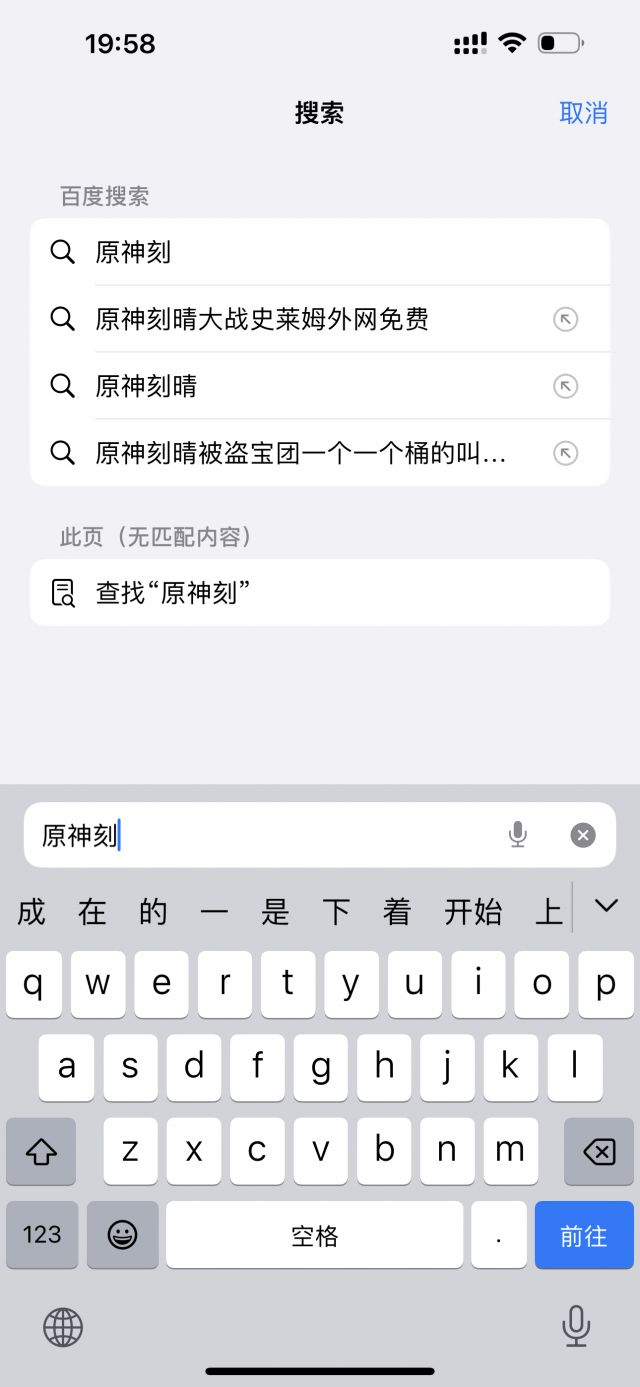 19:58
搜索
取消
百度搜索
原神刻
原神刻晴大战史莱姆外网免费
原神刻晴
原神刻晴被盗宝团一个一个桶的叫...
此页（无匹配内容）
查找“原神刻”
原神刻
成 在 的 一 是 下 着 开始 上
q w e r t y u i o p
a s d f g h j k l
z x c v b n m
123 空格 . 前往